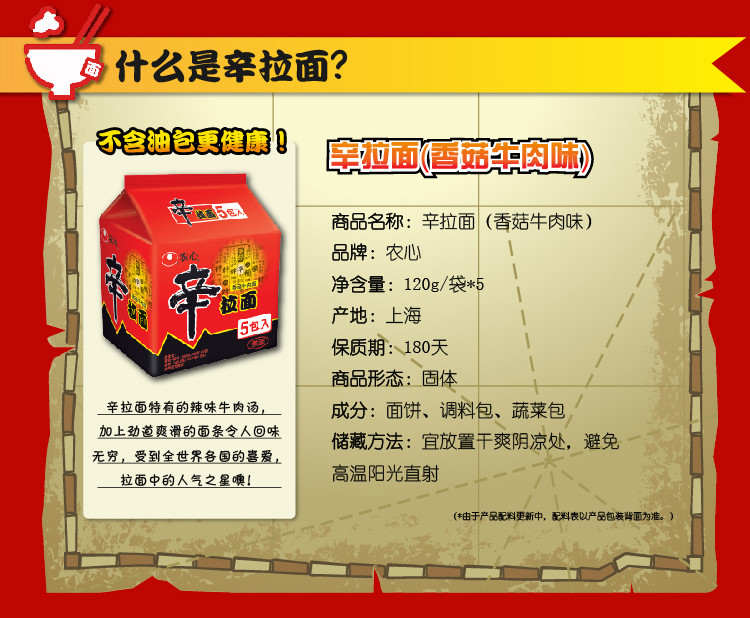 面
什么是辛拉面？
不含油包更健康！
辛拉面
5包入
农心
辛
拉面
辛
拉面
5包入
辛拉面特有的辣味牛肉汤，
加上劲道爽滑的面条令人回味
无穷，受到全世界各国的喜爱，
拉面中的人气之星噢！
辛拉面(香菇牛肉味)
商品名称：辛拉面（香菇牛肉味）
品牌：农心
净含量：120g/袋*5
产地：上海
保质期：180天
商品形态：固体
成分：面饼、调料包、蔬菜包
储藏方法：宜放置干爽阴凉处，避免
高温阳光直射
(*由于产品配料更新中，配料表以产品包装背面为准。)